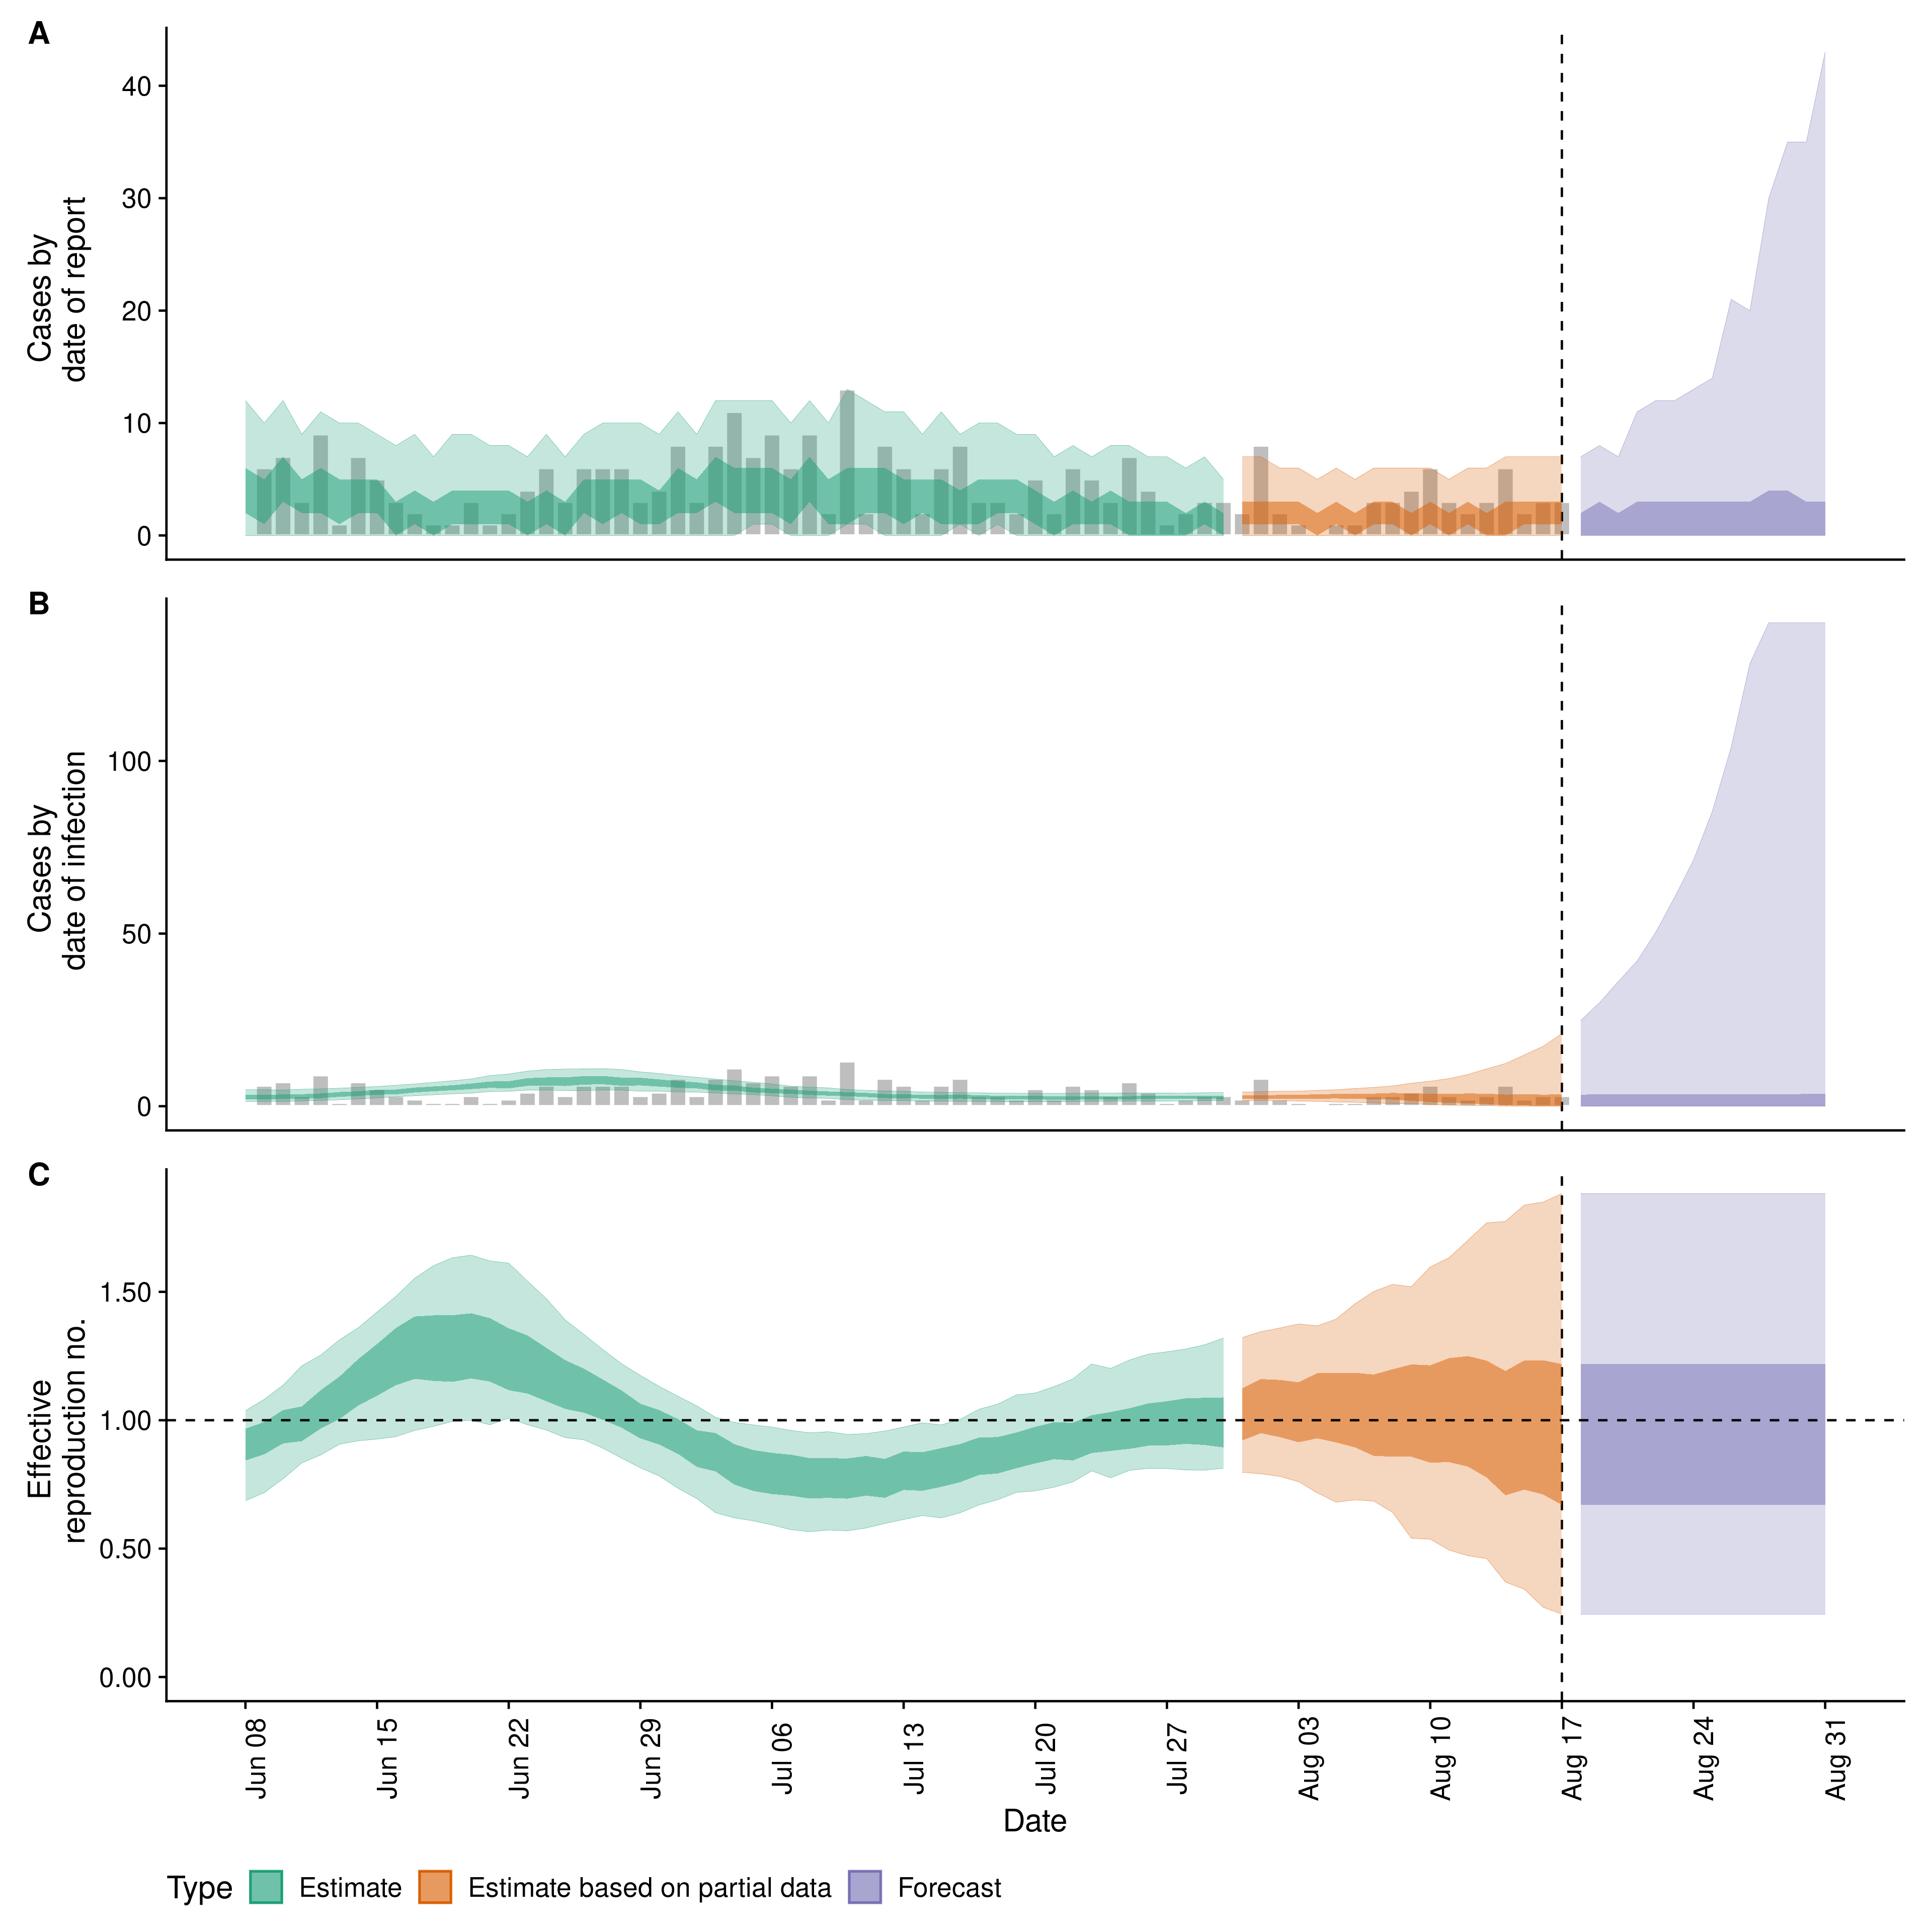 A
Cases by
date of report
40
30
20
10
0
B
Cases by
date of infection
100
50
0
C
Effective
reproduction no.
1.50
1.00
0.50
0.00
Jun 08
Jun 15
Jun 22
Jun 29
Jul 06
Jul 13
Jul 20
Jul 27
Aug 03
Aug 10
Aug 17
Aug 24
Aug 31
Date
Type
Estimate
Estimate based on partial data
Forecast